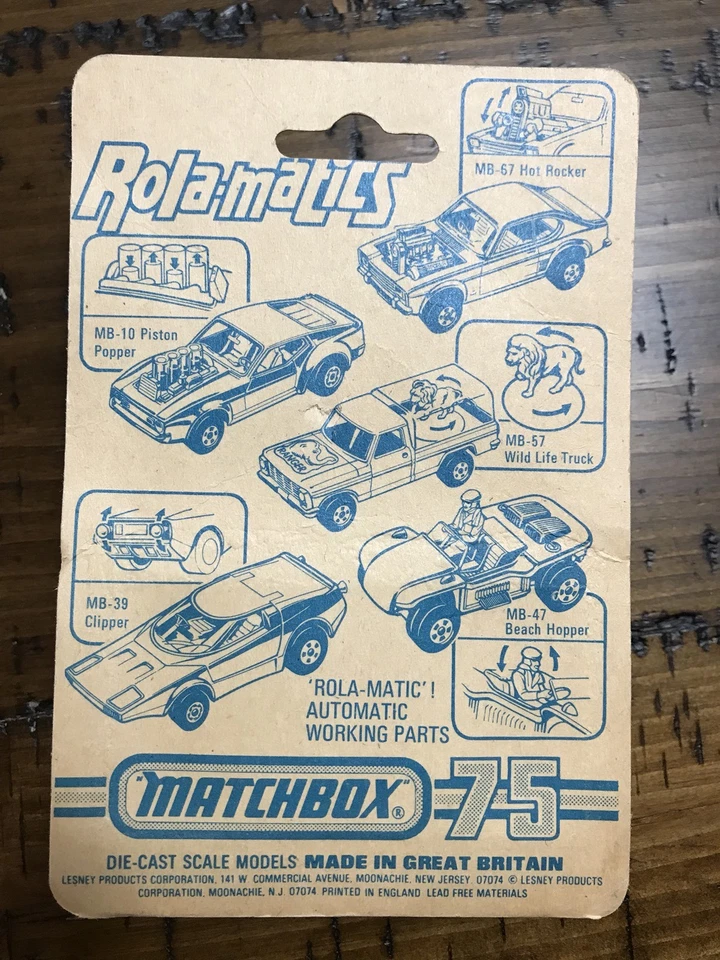 Rola-matics
MB-67 Hot Rocker
MB-10 Piston
Popper
RANGER
MB-57
Wild Life Truck
MB-39
Clipper
MB-47
Beach Hopper
'ROLA-MATIC'!
AUTOMATIC
WORKING PARTS
"MATCHBOX"® 75
DIE-CAST SCALE MODELS MADE IN GREAT BRITAIN
LESNEY PRODUCTS CORPORATION, 141 W. COMMERCIAL AVENUE, MOONACHIE, NEW JERSEY 07074 © LESNEY PRODUCTS
CORPORATION, MOONACHIE, N.J. 07074 PRINTED IN ENGLAND LEAD FREE MATERIALS